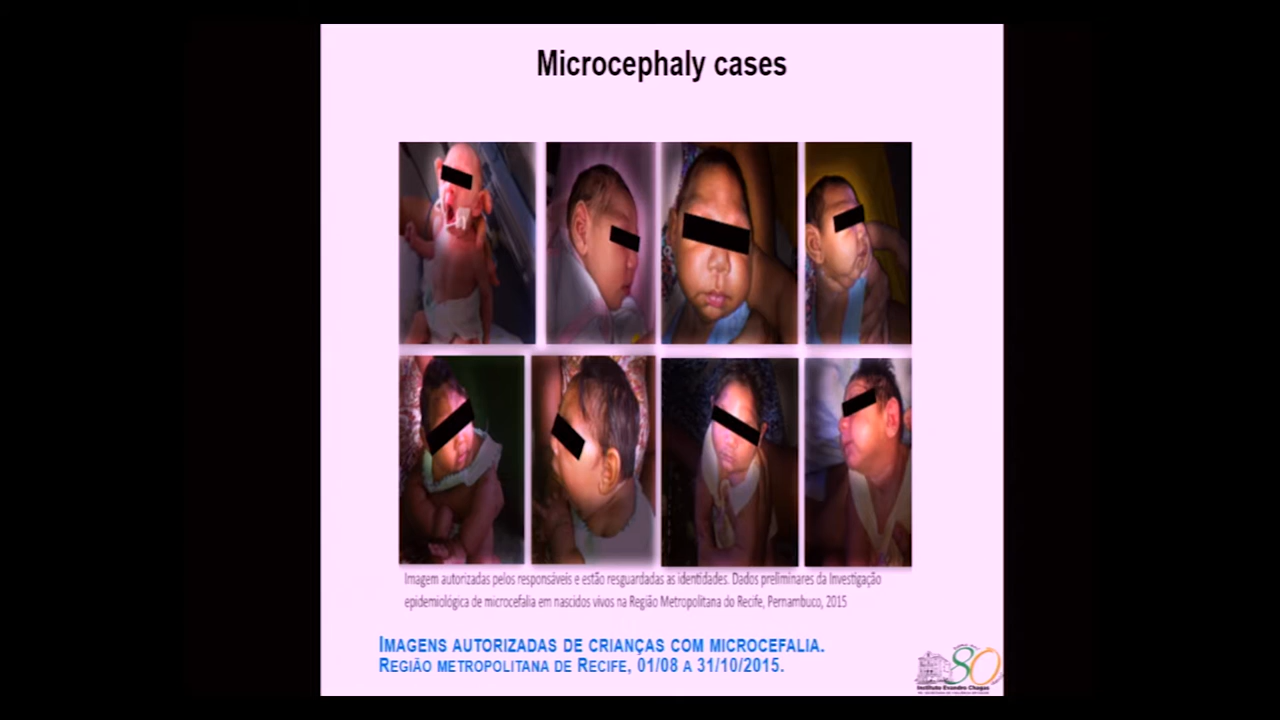 Microcephaly cases
Imagem autorizadas pelos responsáveis e estão resguardadas as identidades. Dados preliminares da Investigação
epidemiológica de microcefalia em nascidos vivos na Região Metropolitana do Recife, Pernambuco, 2015
IMAGENS AUTORIZADAS DE CRIANÇAS COM MICROCEFALIA.
REGIÃO METROPOLITANA DE RECIFE, 01/08 A 31/10/2015.
80
Instituto Evandro Chagas